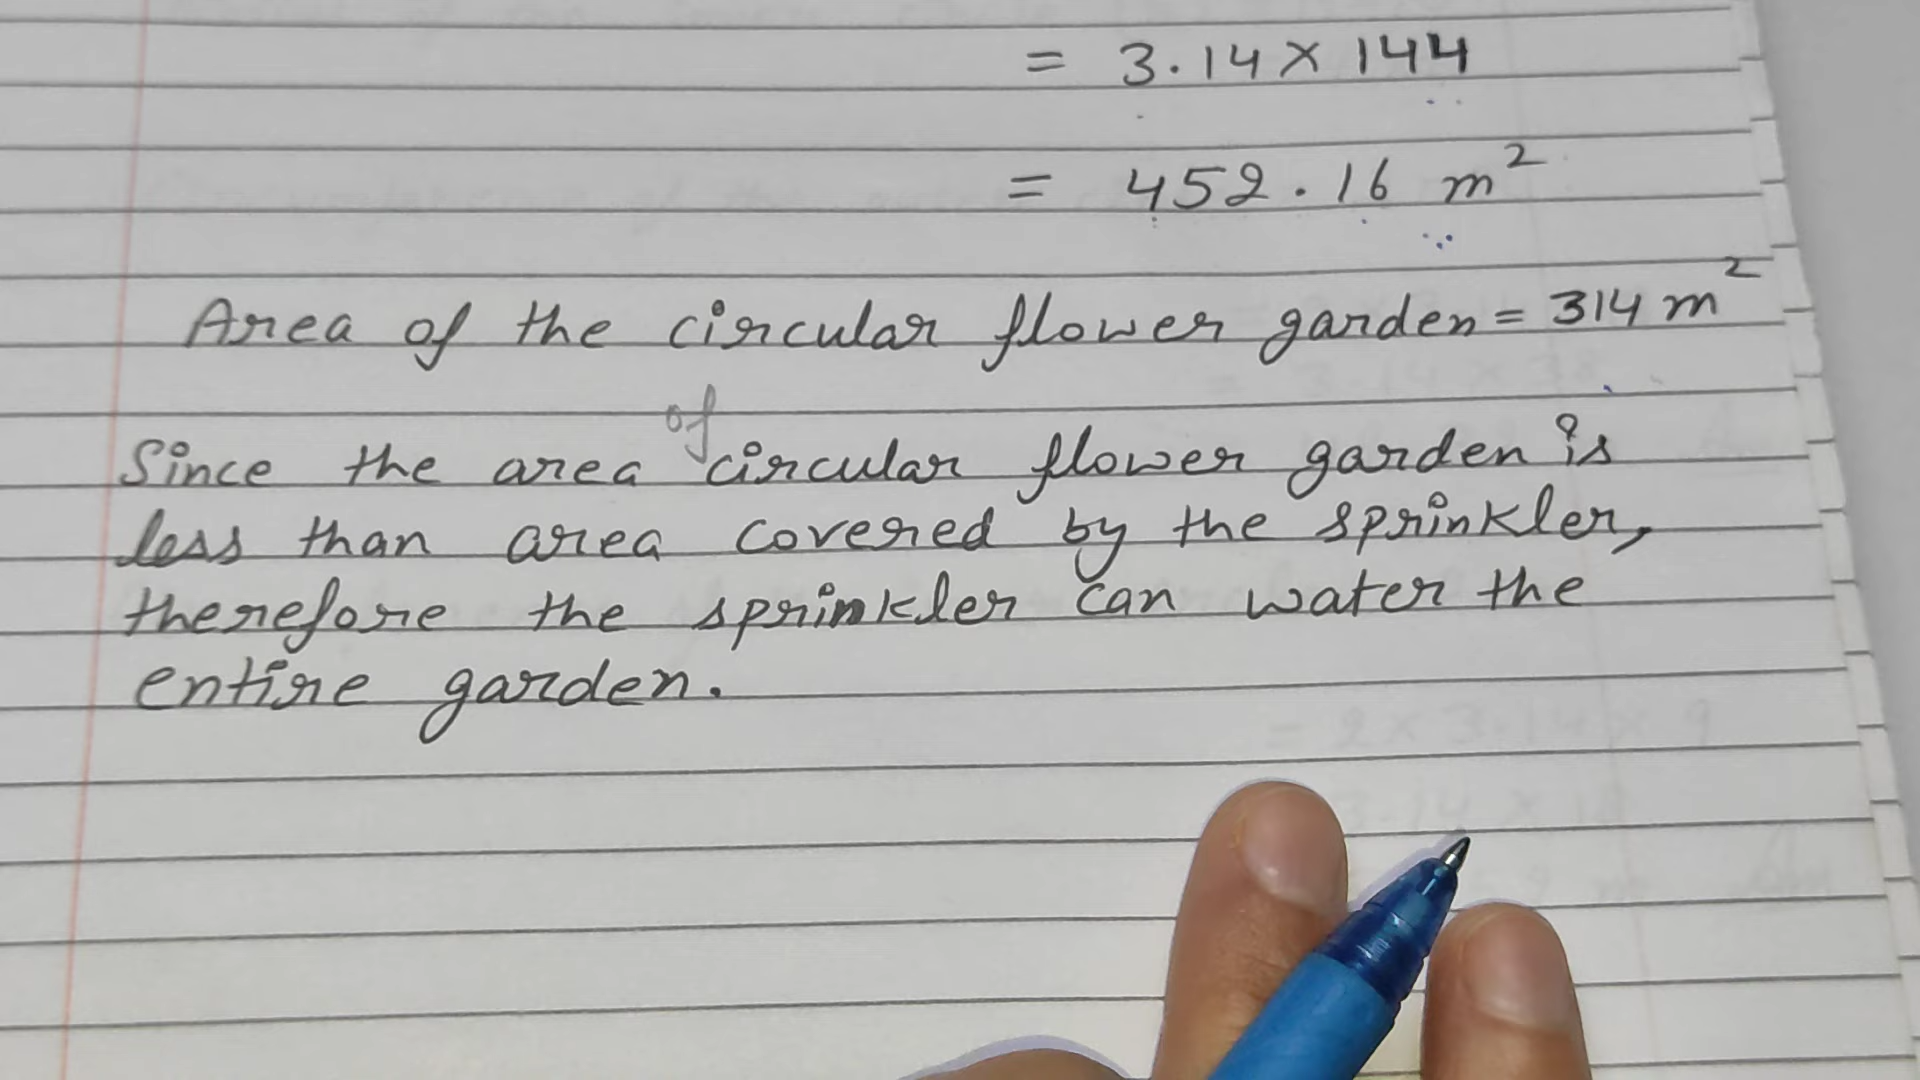 = 3.14 × 144
= 452.16 m²
Area of the circular flower garden = 314 m²
Since the area of circular flower garden is
less than area covered by the sprinkler,
therefore the sprinkler can water the
entire garden.